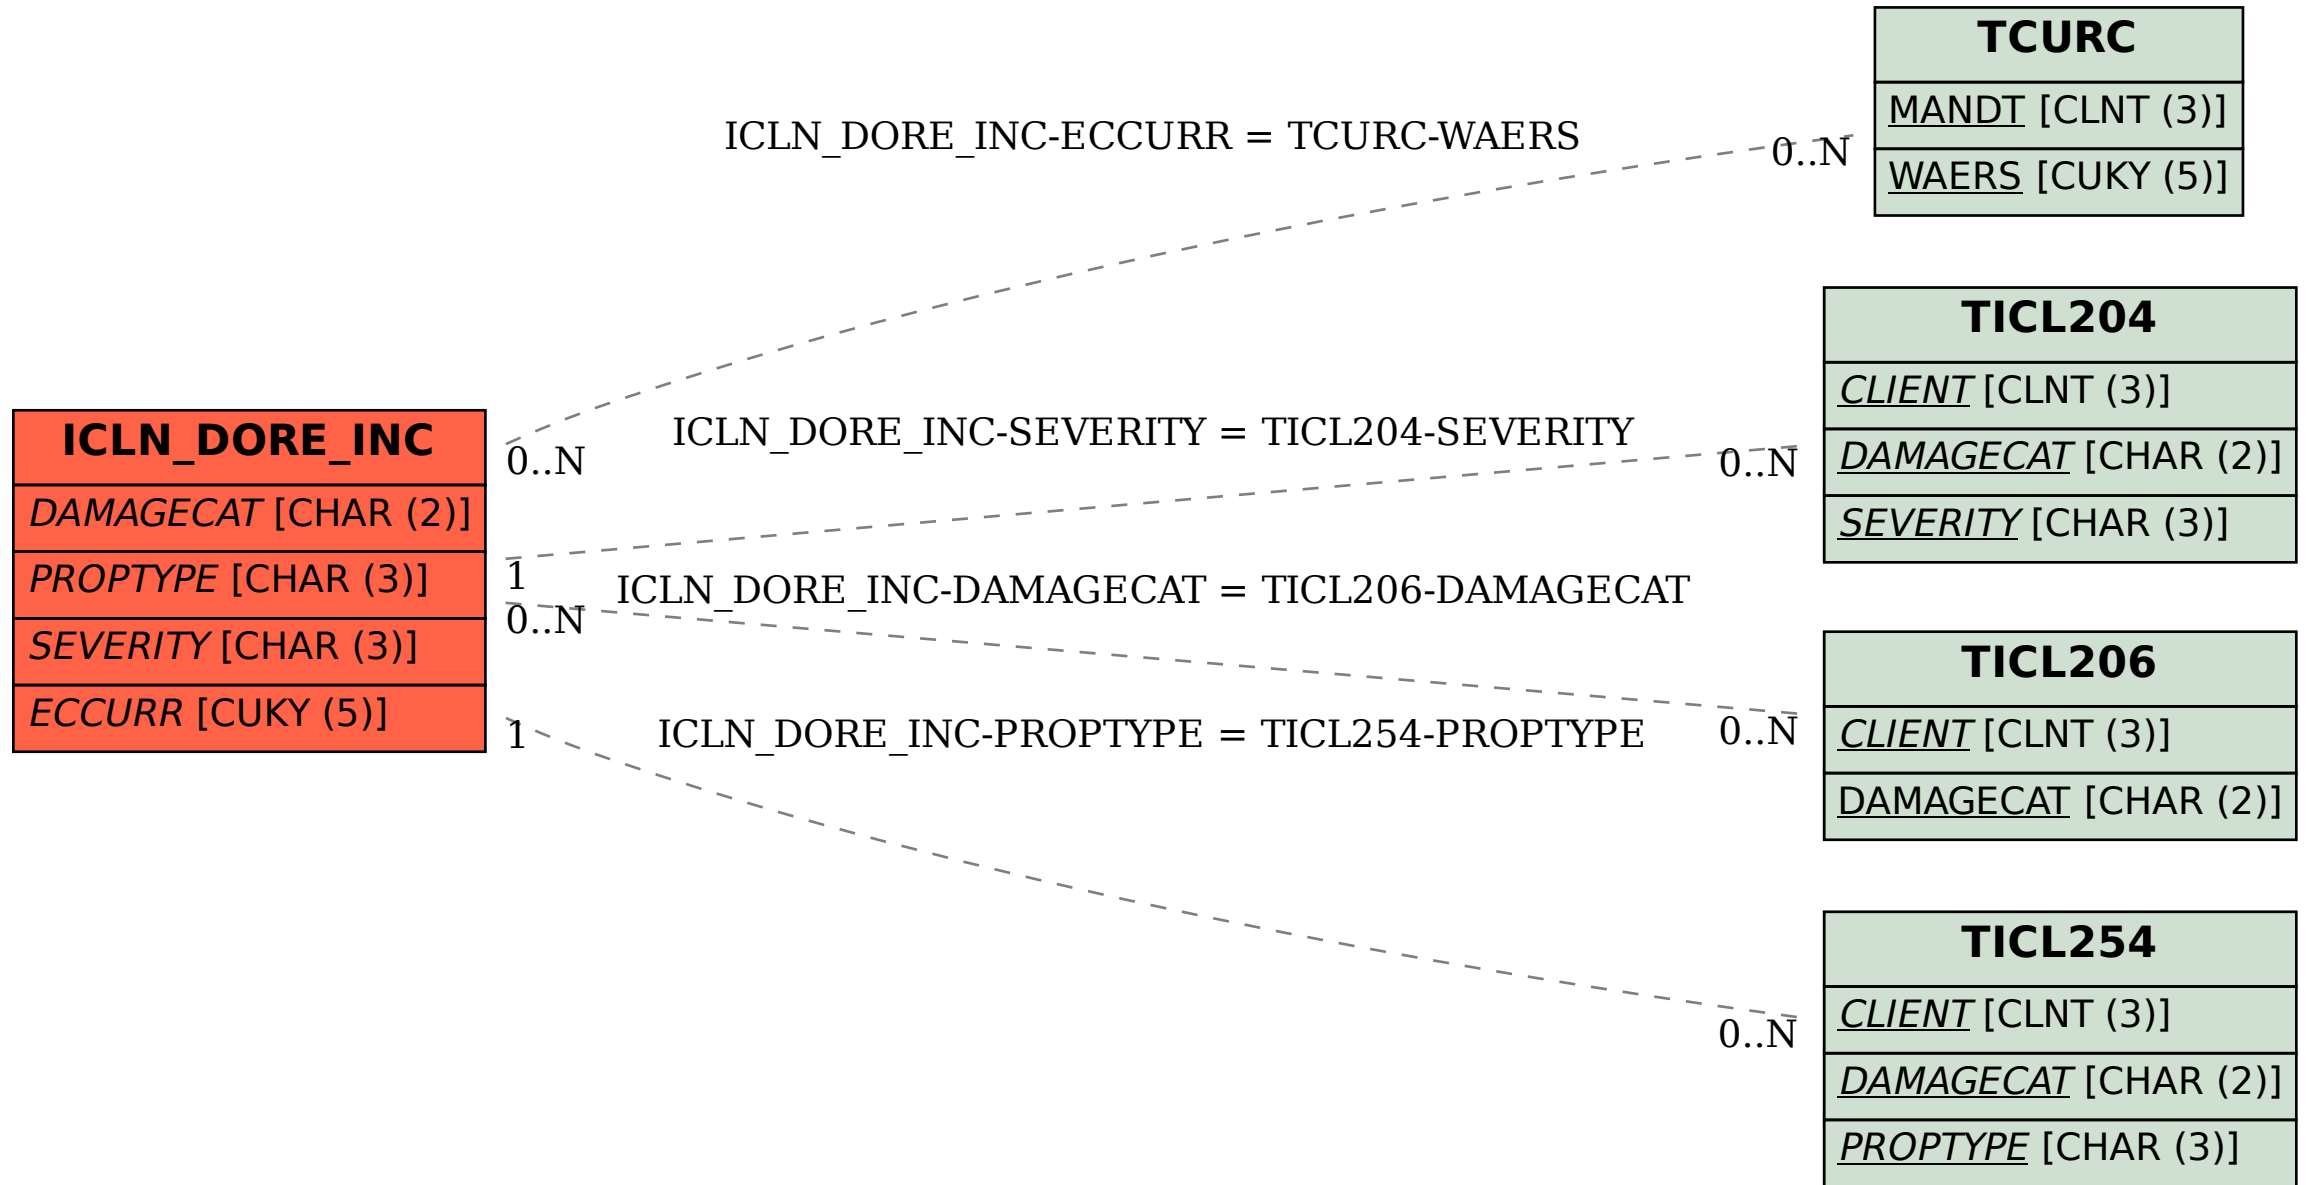 ICLN_DORE_INC
DAMAGECAT [CHAR (2)]
PROPTYPE [CHAR (3)]
SEVERITY [CHAR (3)]
ECCURR [CUKY (5)]
ICLN_DORE_INC-ECCURR = TCURC-WAERS
0..N
0..N
ICLN_DORE_INC-SEVERITY = TICL204-SEVERITY
1
0..N
ICLN_DORE_INC-DAMAGECAT = TICL206-DAMAGECAT
0..N
0..N
ICLN_DORE_INC-PROPTYPE = TICL254-PROPTYPE
1
0..N
TCURC
MANDT [CLNT (3)]
WAERS [CUKY (5)]
TICL204
CLIENT [CLNT (3)]
DAMAGECAT [CHAR (2)]
SEVERITY [CHAR (3)]
TICL206
CLIENT [CLNT (3)]
DAMAGECAT [CHAR (2)]
TICL254
CLIENT [CLNT (3)]
DAMAGECAT [CHAR (2)]
PROPTYPE [CHAR (3)]